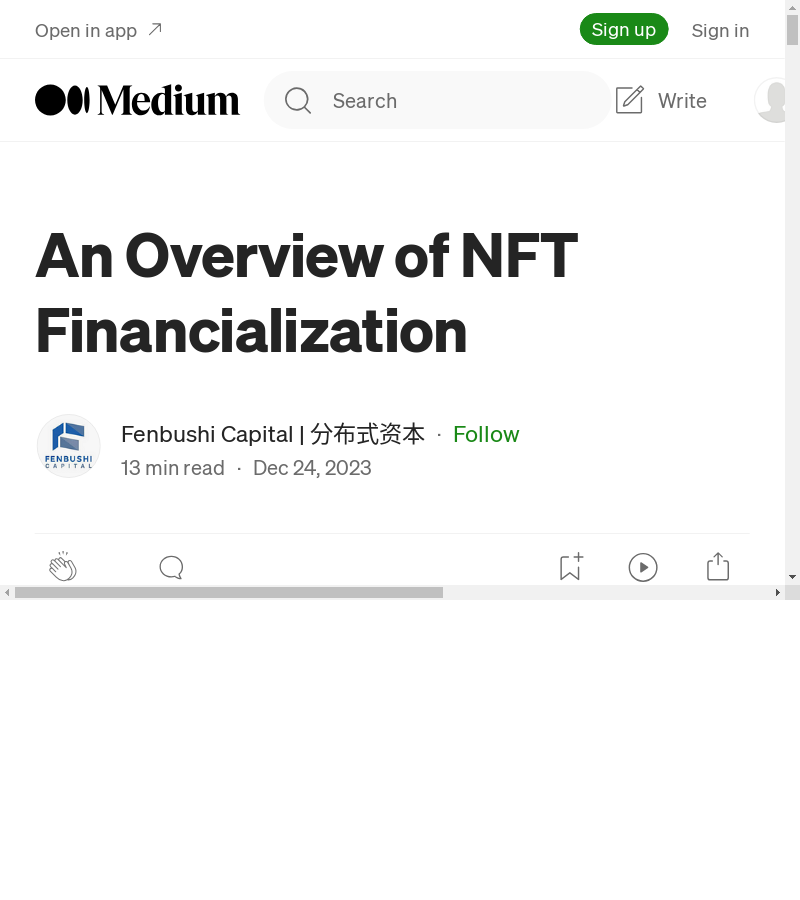 Open in app
Sign up
Sign in
Medium
Search
Write
An Overview of NFT
Financialization
FENBUSHI
CAPITAL
Fenbushi Capital | 分布式资本 · Follow
13 min read · Dec 24, 2023